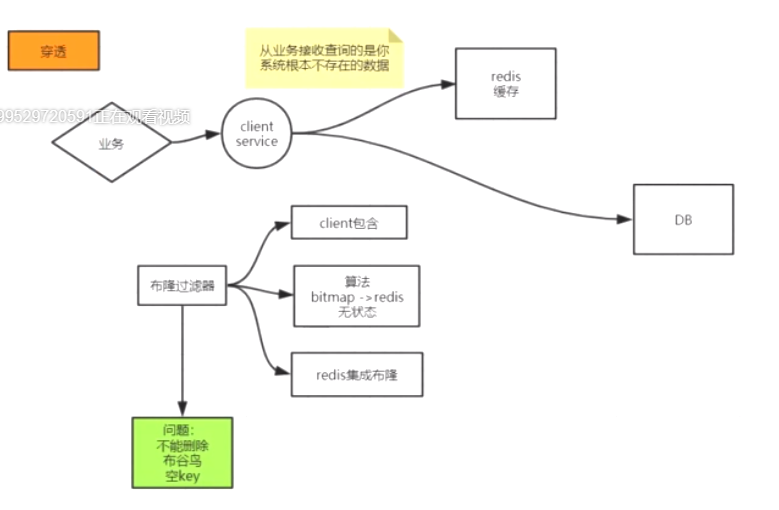 穿透
从业务接收查询的是你
系统根本不存在的数据
redis
缓存
99529720591正在观看视频
client
service
业务
DB
client包含
布隆过滤器
算法
bitmap ->redis
无状态
redis集成布隆
问题：
不能删除
布谷鸟
空key